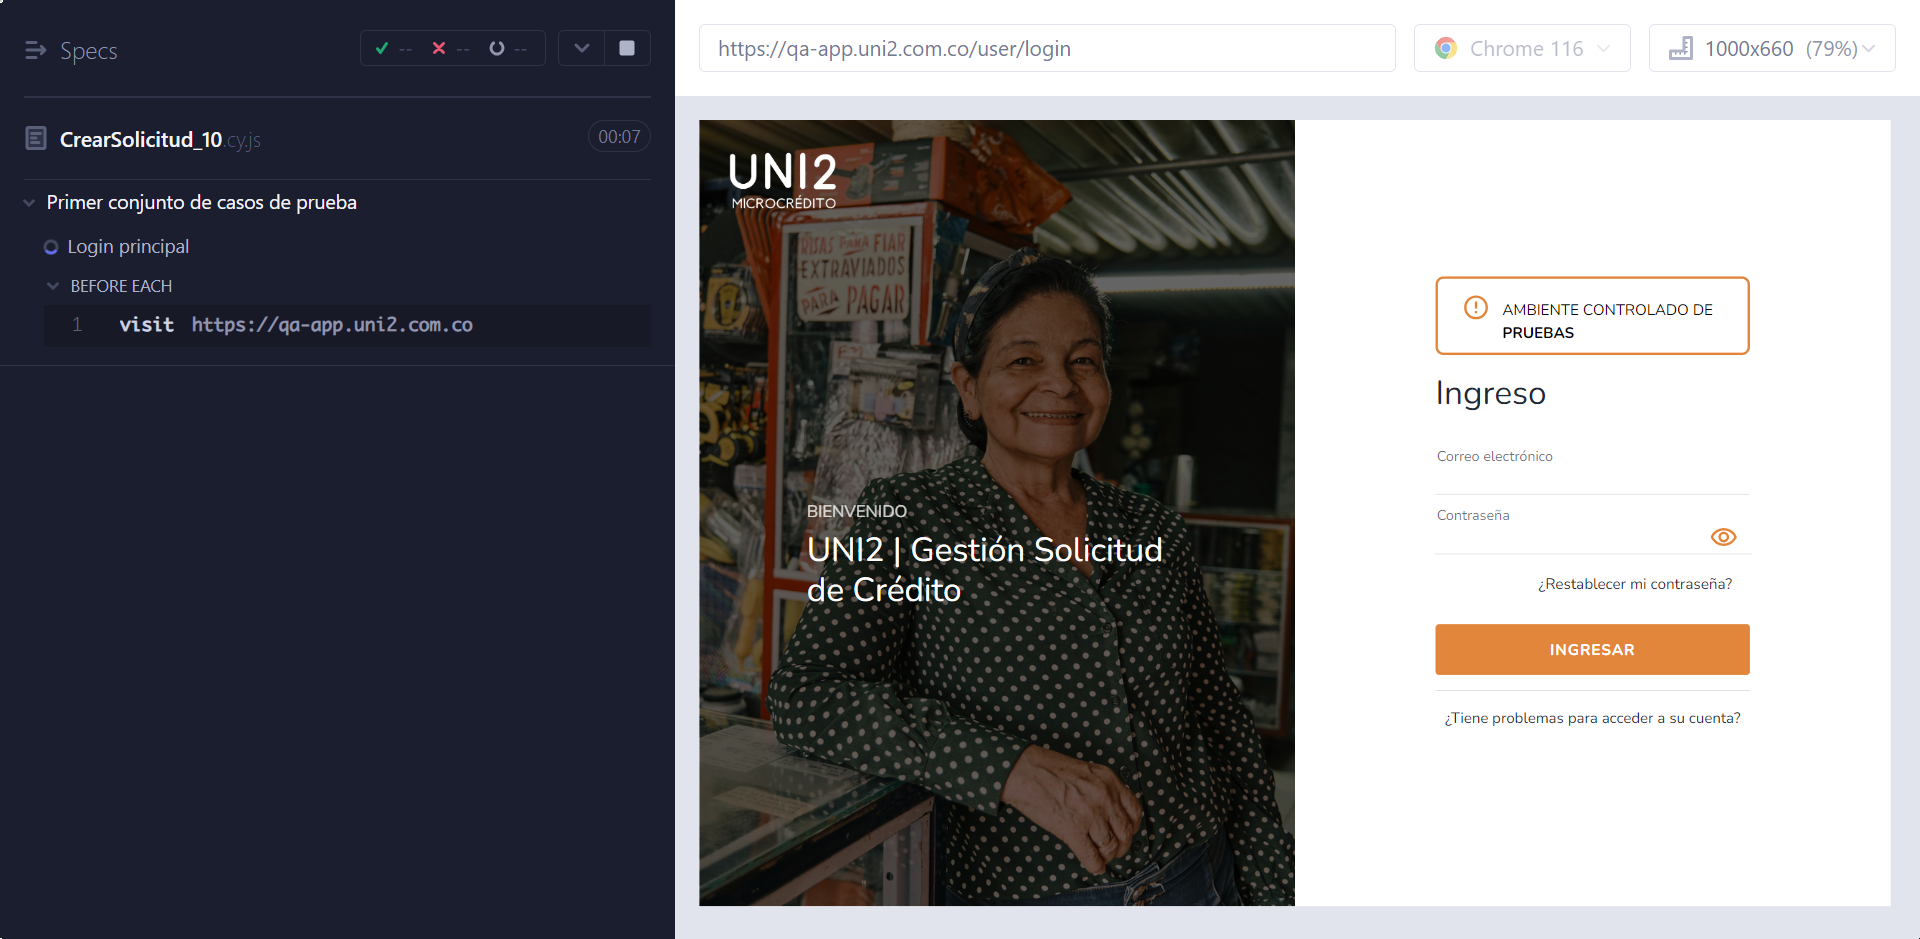 Specs
--
--
--
https://qa-app.uni2.com.co/user/login
Chrome 116
1000x660 (79%)
CrearSolicitud_10.cy.js
00:07
Primer conjunto de casos de prueba
Login principal
BEFORE EACH
1 visit https://qa-app.uni2.com.co
UNI2
MICROCRÉDITO
RISAS PARA FIAR
EXTRAVIADOS
PARA PAGAR
BIENVENIDO
UNI2 | Gestión Solicitud
de Crédito
AMBIENTE CONTROLADO DE
PRUEBAS
Ingreso
Correo electrónico
Contraseña
¿Restablecer mi contraseña?
INGRESAR
¿Tiene problemas para acceder a su cuenta?